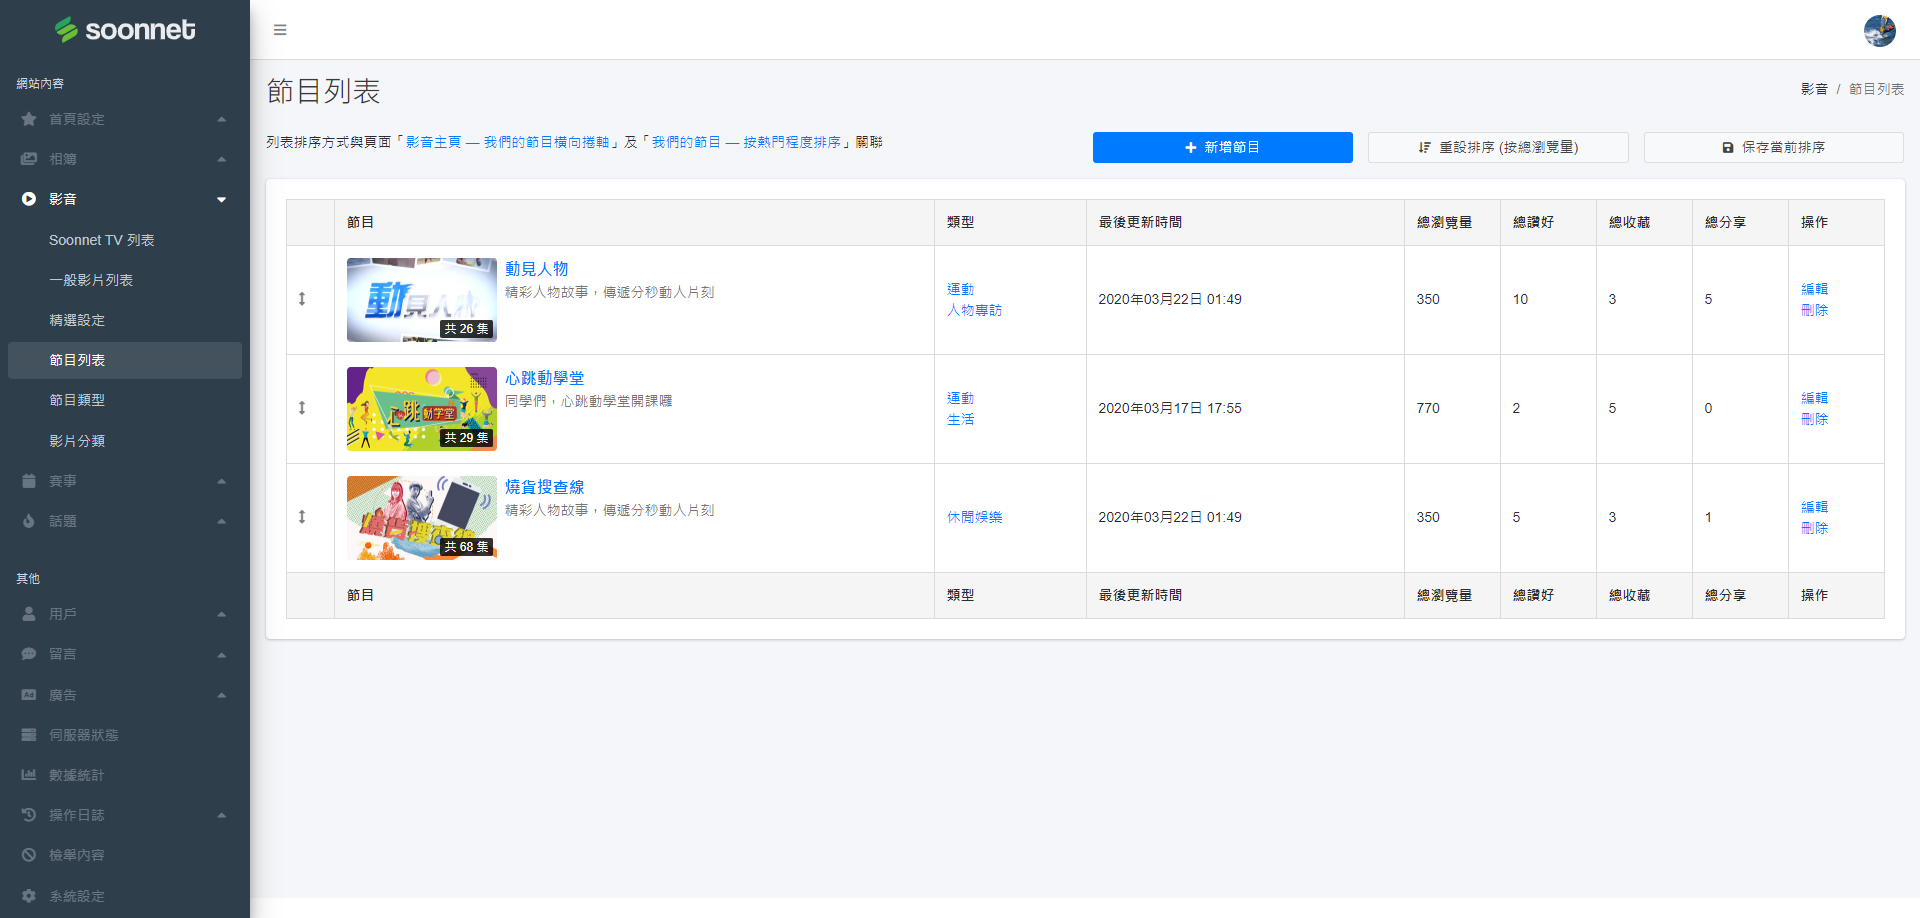 soonnet
網站內容
首頁設定
相簿
影音
Soonnet TV 列表
一般影片列表
精選設定
節目列表
節目類型
影片分類
賽事
話題
其他
用戶
留言
廣告
伺服器狀態
數據統計
操作日誌
檢舉內容
系統設定
節目列表
影音 / 節目列表
列表排序方式與頁面「影音主頁 — 我們的節目橫向捲軸」及「我們的節目 — 按熱門程度排序」關聯
新增節目
重設排序 (按總瀏覽量)
保存當前排序
節目 類型 最後更新時間 總瀏覽量 總讚好 總收藏 總分享 操作
動見人物
共 26 集
動見人物
精彩人物故事，傳遞分秒動人片刻
運動
人物專訪
2020年03月22日 01:49
350
10
3
5
編輯
刪除
心跳動学堂
共 29 集
心跳動學堂
同學們，心跳動學堂開課囉
運動
生活
2020年03月17日 17:55
770
2
5
0
編輯
刪除
燒貨搜查線
共 68 集
燒貨搜查線
精彩人物故事，傳遞分秒動人片刻
休閒娛樂
2020年03月22日 01:49
350
5
3
1
編輯
刪除
節目 類型 最後更新時間 總瀏覽量 總讚好 總收藏 總分享 操作